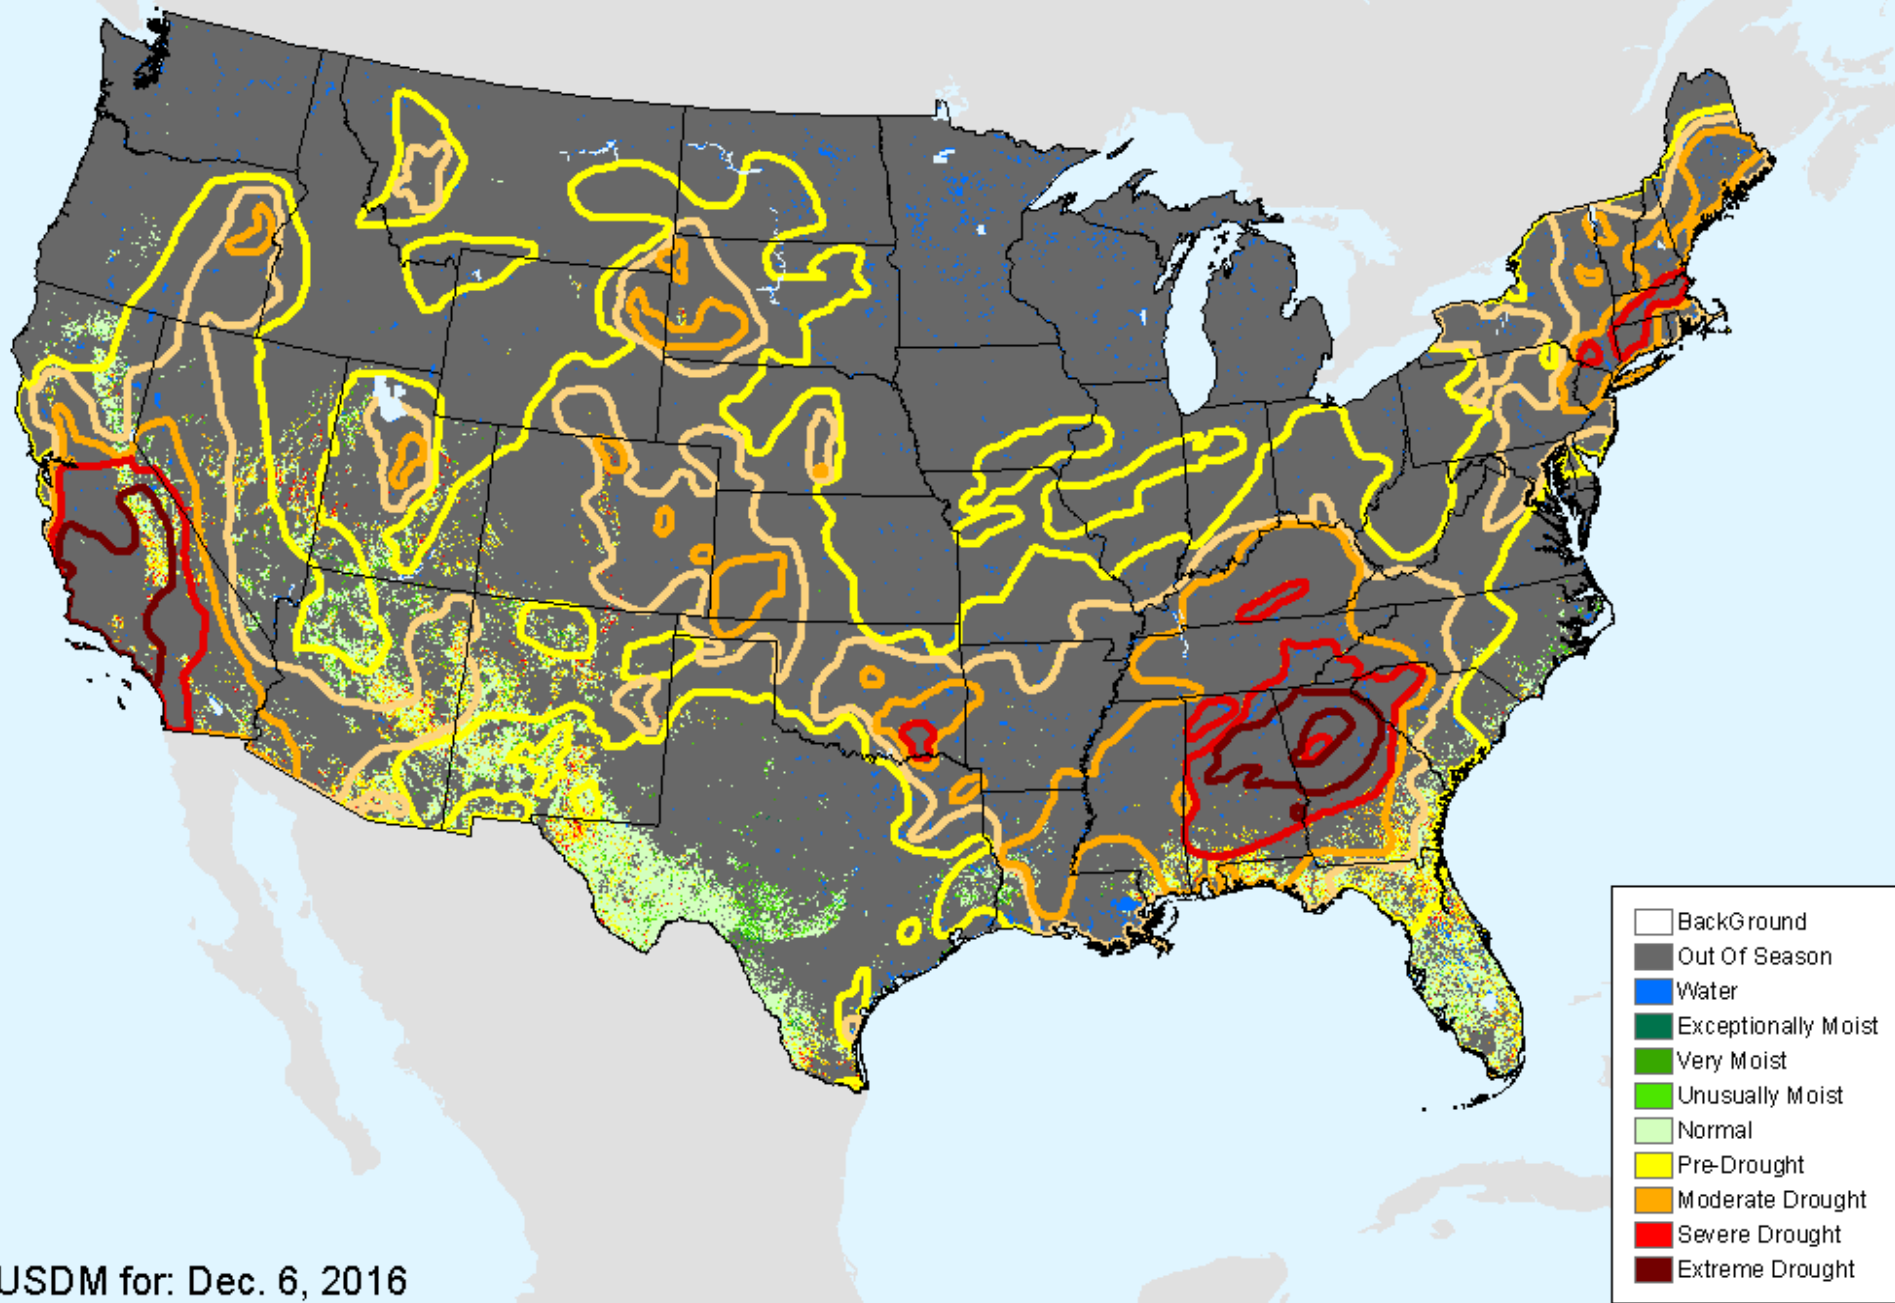 BackGround
Out Of Season
Water
Exceptionally Moist
Very Moist
Unusually Moist
Normal
Pre-Drought
Moderate Drought
Severe Drought
Extreme Drought
USDM for: Dec. 6, 2016